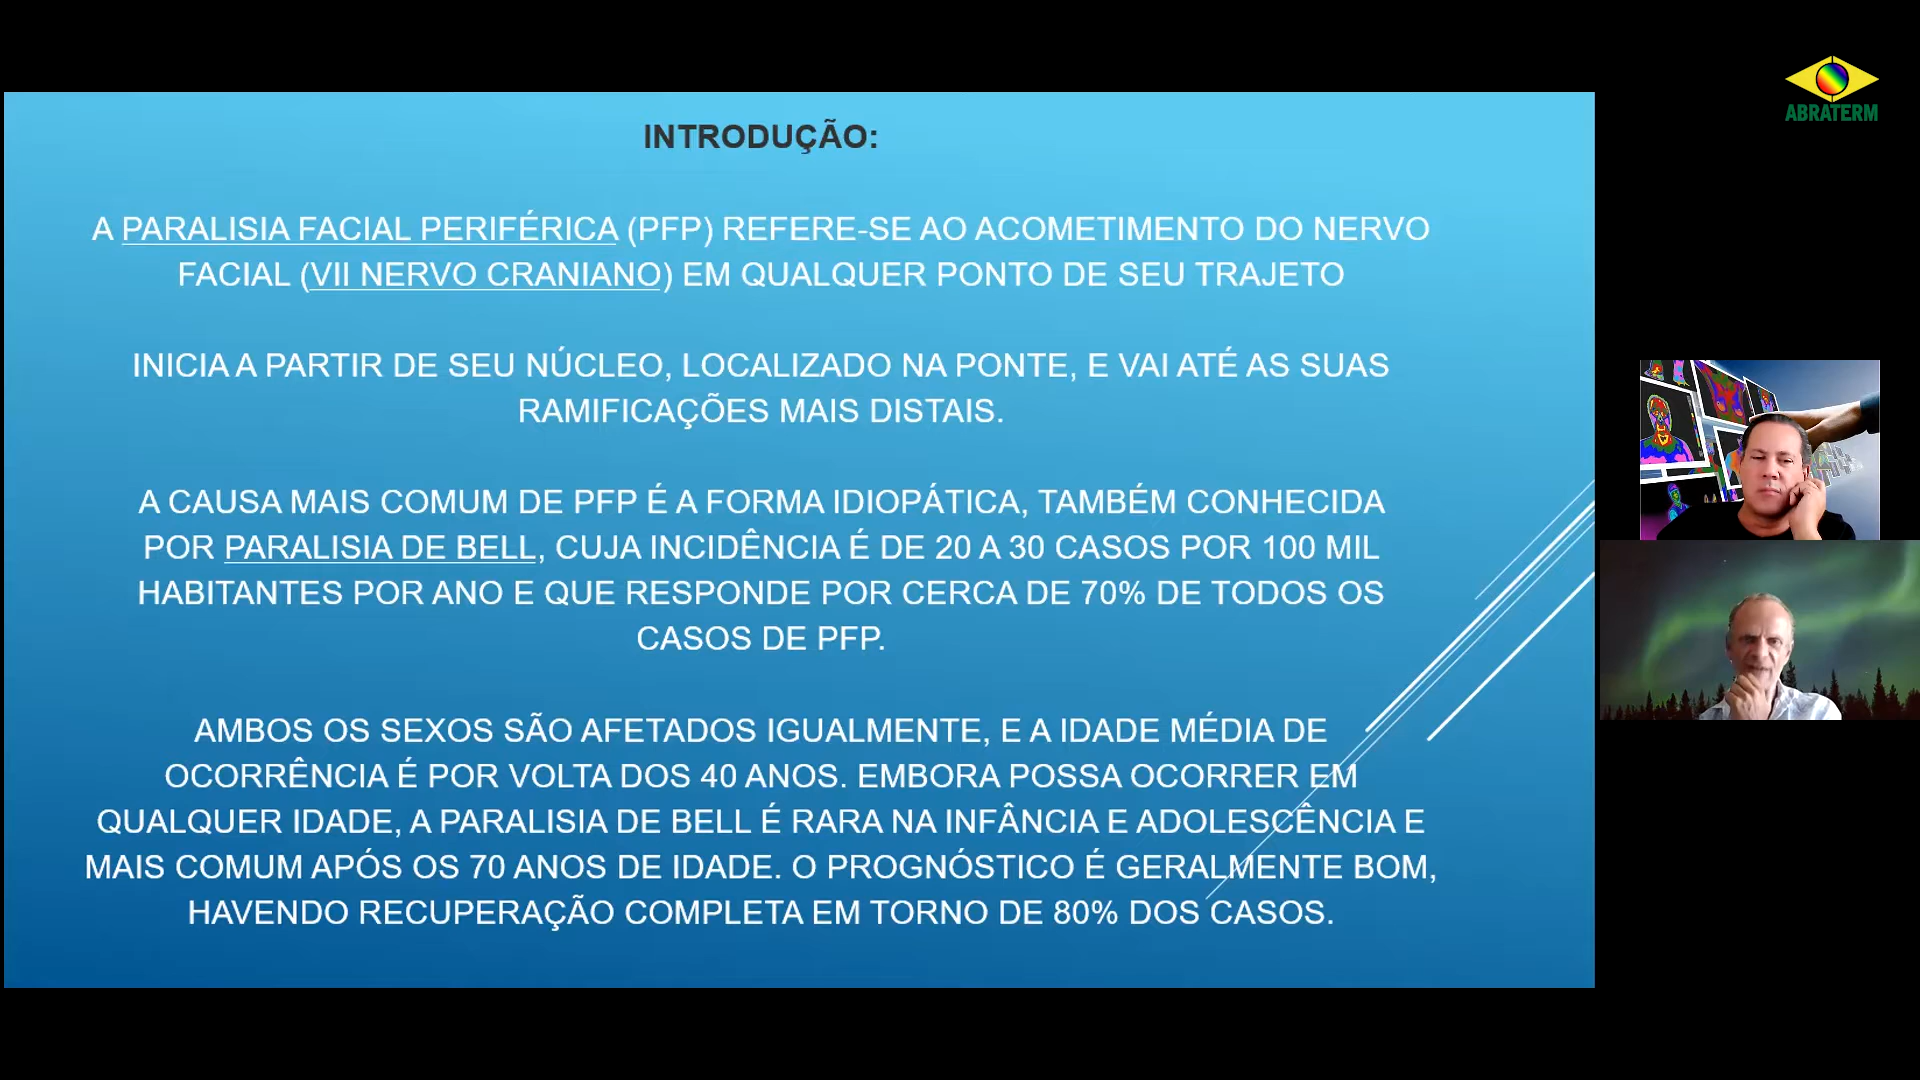 INTRODUÇÃO:
A PARALISIA FACIAL PERIFÉRICA (PFP) REFERE-SE AO ACOMETIMENTO DO NERVO
FACIAL (VII NERVO CRANIANO) EM QUALQUER PONTO DE SEU TRAJETO
INICIA A PARTIR DE SEU NÚCLEO, LOCALIZADO NA PONTE, E VAI ATÉ AS SUAS
RAMIFICAÇÕES MAIS DISTAIS.
A CAUSA MAIS COMUM DE PFP É A FORMA IDIOPÁTICA, TAMBÉM CONHECIDA
POR PARALISIA DE BELL, CUJA INCIDÊNCIA É DE 20 A 30 CASOS POR 100 MIL
HABITANTES POR ANO E QUE RESPONDE POR CERCA DE 70% DE TODOS OS
CASOS DE PFP.
AMBOS OS SEXOS SÃO AFETADOS IGUALMENTE, E A IDADE MÉDIA DE
OCORRÊNCIA É POR VOLTA DOS 40 ANOS. EMBORA POSSA OCORRER EM
QUALQUER IDADE, A PARALISIA DE BELL É RARA NA INFÂNCIA E ADOLESCÊNCIA E
MAIS COMUM APÓS OS 70 ANOS DE IDADE. O PROGNÓSTICO É GERALMENTE BOM,
HAVENDO RECUPERAÇÃO COMPLETA EM TORNO DE 80% DOS CASOS.
ABRATERM